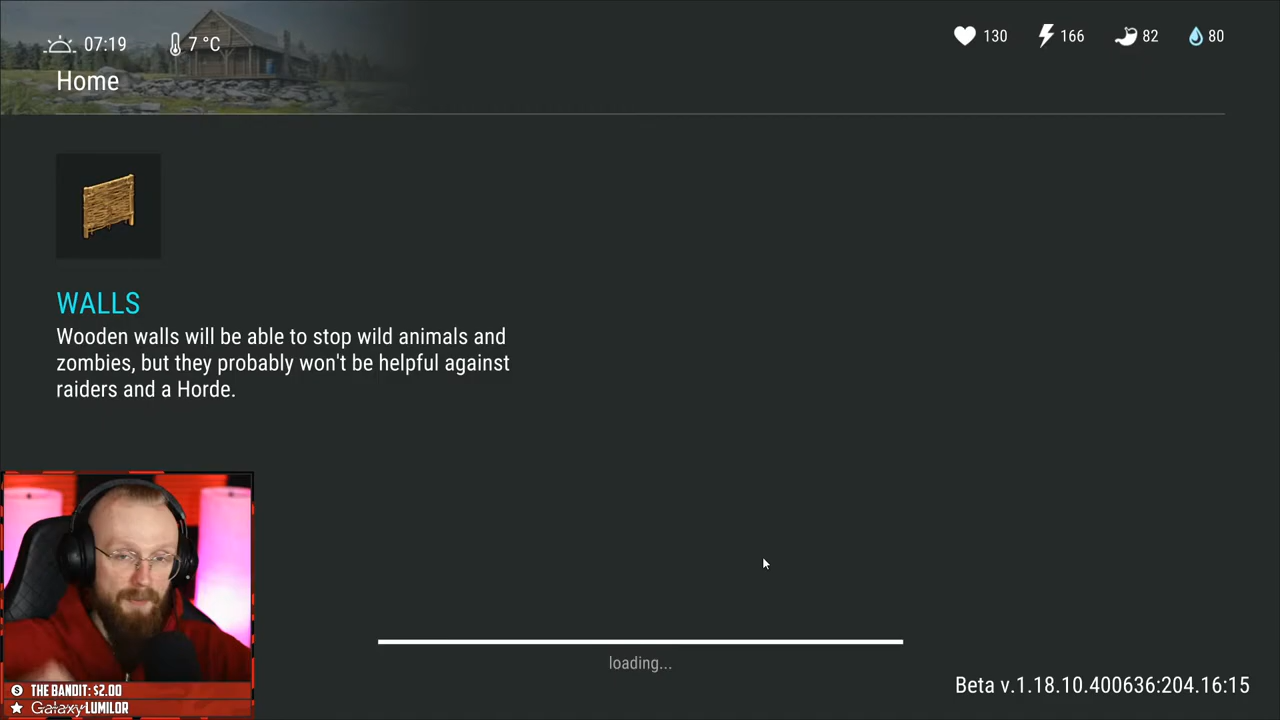 07:19 7 °C 130 166 82 80
Home
WALLS
Wooden walls will be able to stop wild animals and
zombies, but they probably won't be helpful against
raiders and a Horde.
loading...
Beta v.1.18.10.400636:204.16:15
THE BANDIT: $2.00
GalaxyLUMILOR